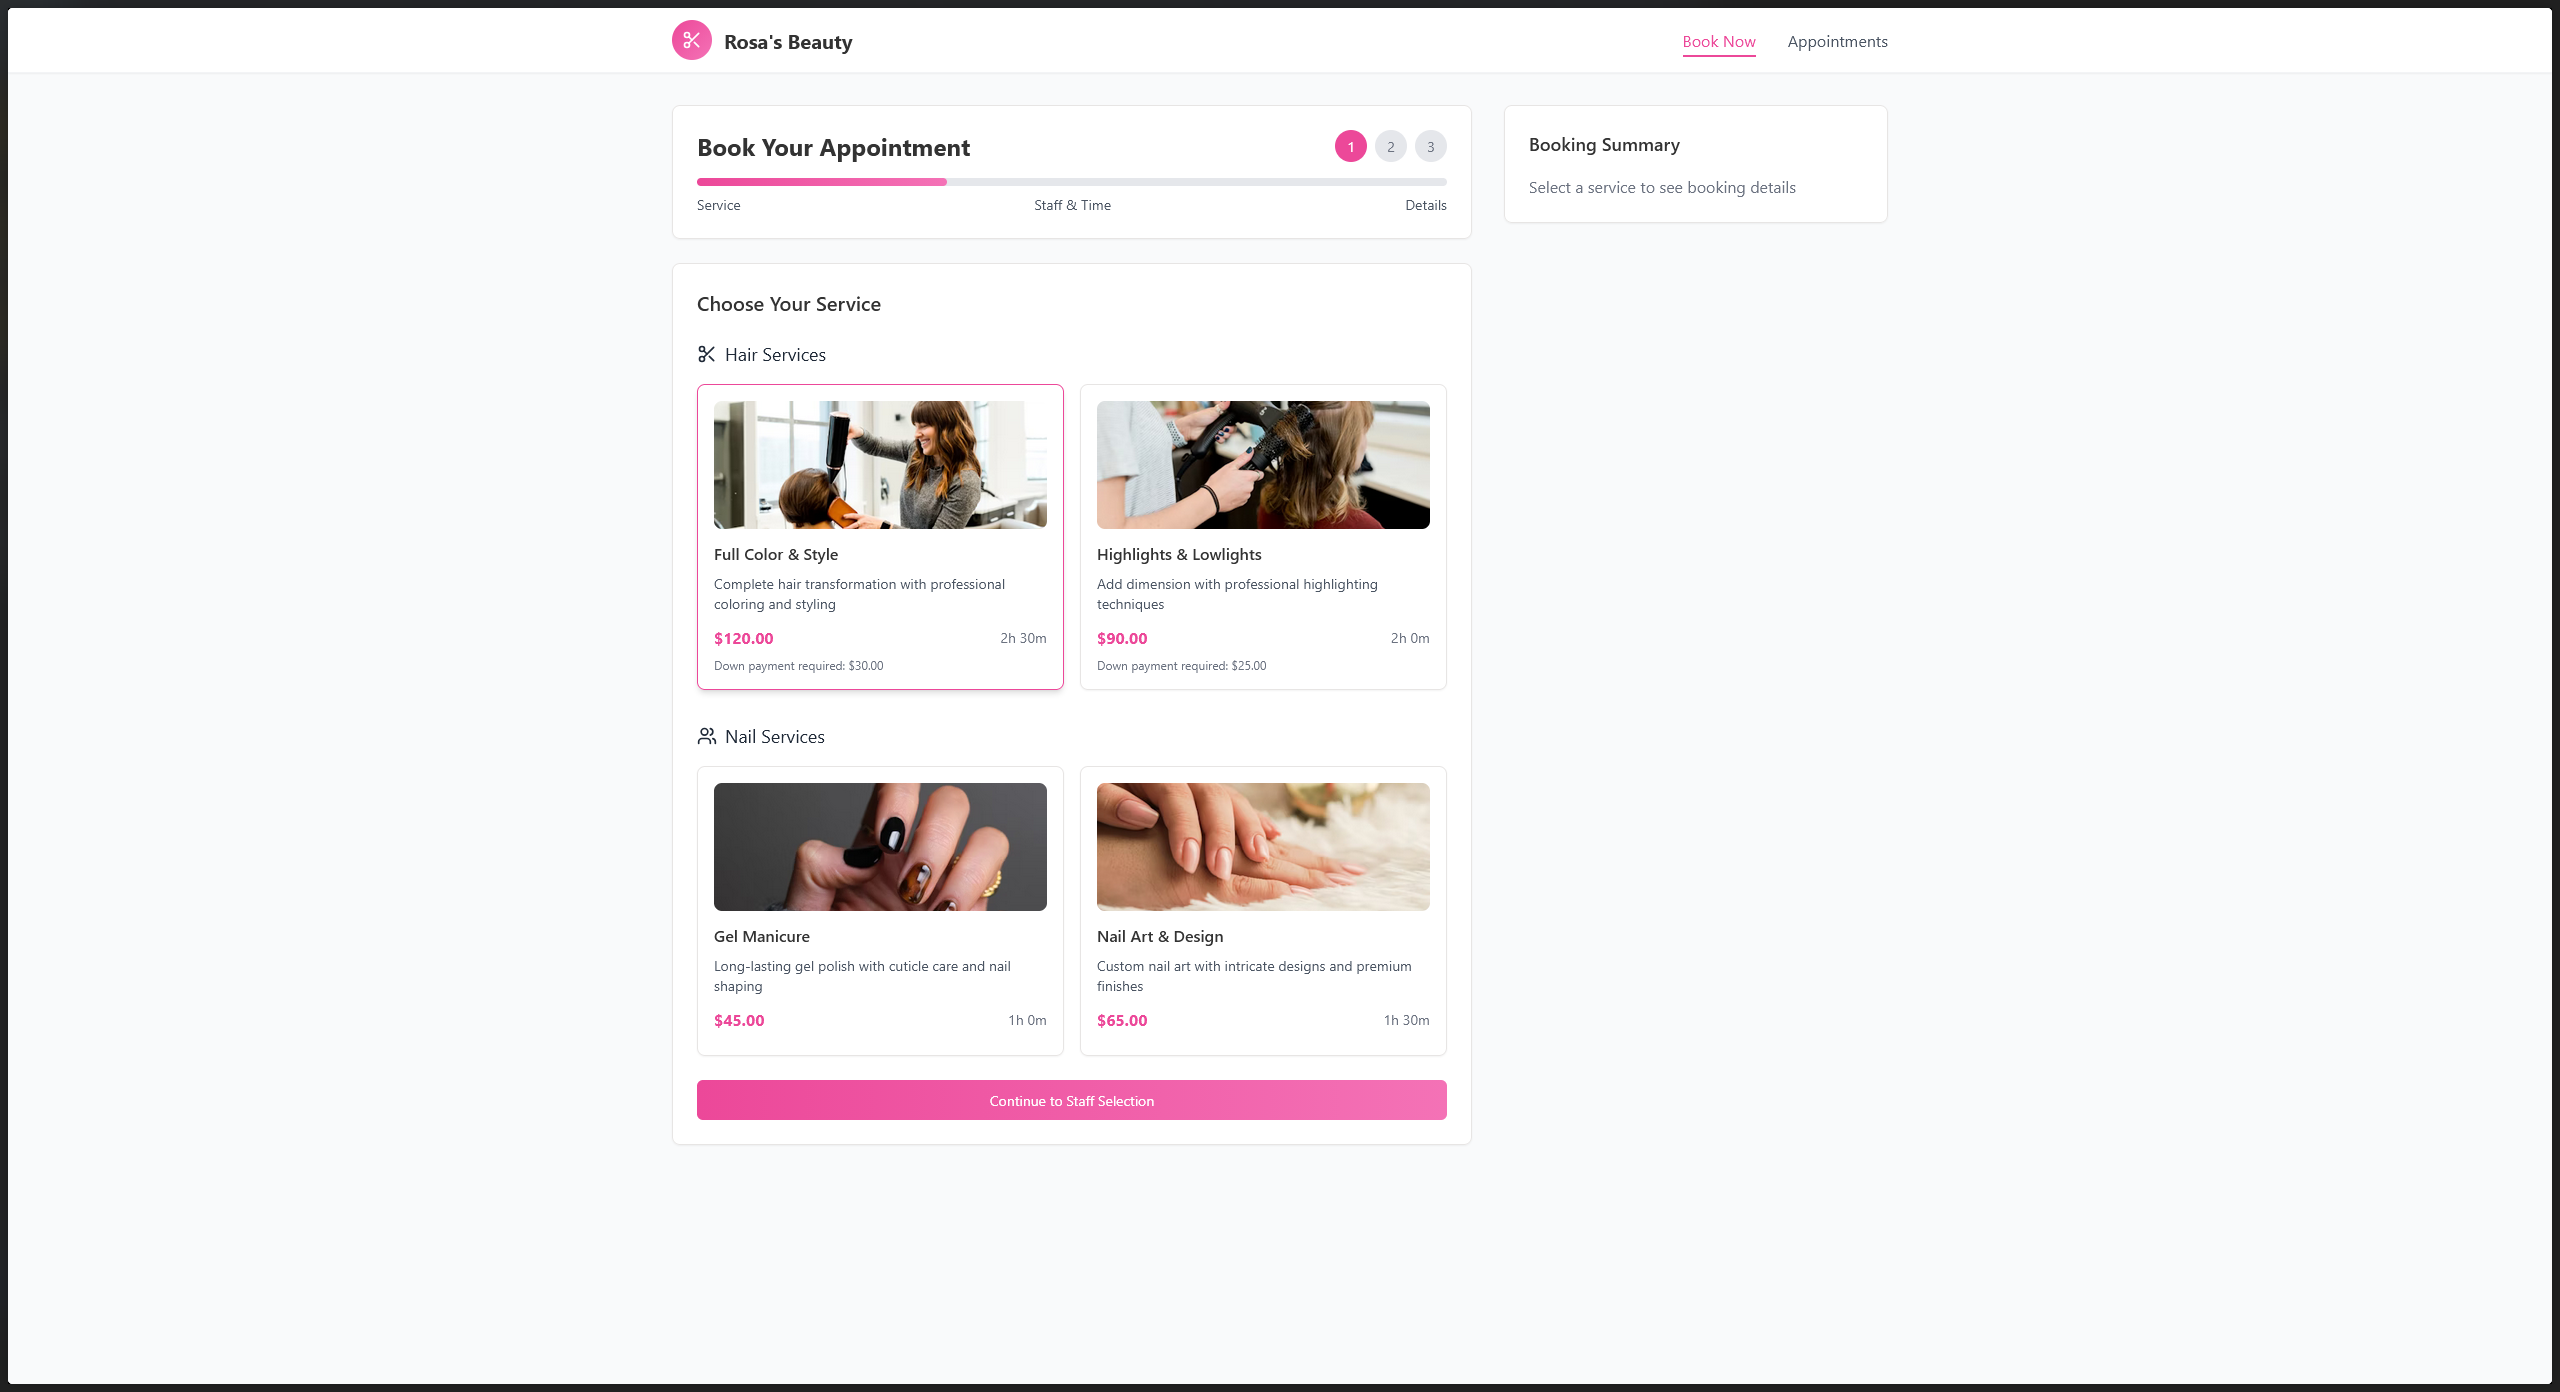 Rosa's Beauty
Book Now
Appointments
Book Your Appointment
1
2
3
Service
Staff & Time
Details
Booking Summary
Select a service to see booking details
Choose Your Service
Hair Services
Full Color & Style
Complete hair transformation with professional
coloring and styling
$120.00
2h 30m
Down payment required: $30.00
Highlights & Lowlights
Add dimension with professional highlighting
techniques
$90.00
2h 0m
Down payment required: $25.00
Nail Services
Gel Manicure
Long-lasting gel polish with cuticle care and nail
shaping
$45.00
1h 0m
Nail Art & Design
Custom nail art with intricate designs and premium
finishes
$65.00
1h 30m
Continue to Staff Selection